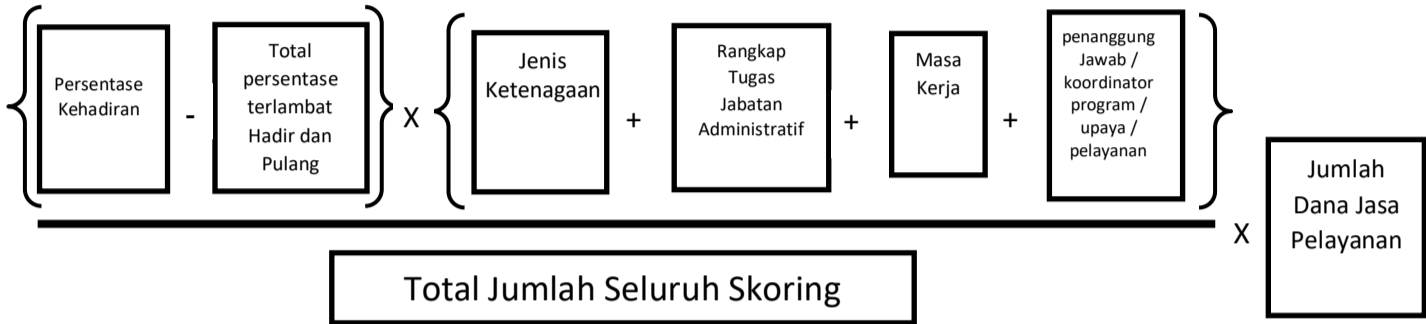 Persentase
Kehadiran
-
Total
persentase
terlambat
Hadir dan
Pulang
X
Jenis
Ketenagaan
+
Rangkap
Tugas
Jabatan
Administratif
+
Masa
Kerja
+
penanggung
Jawab /
koordinator
program /
upaya /
pelayanan
Total Jumlah Seluruh Skoring
X
Jumlah
Dana Jasa
Pelayanan